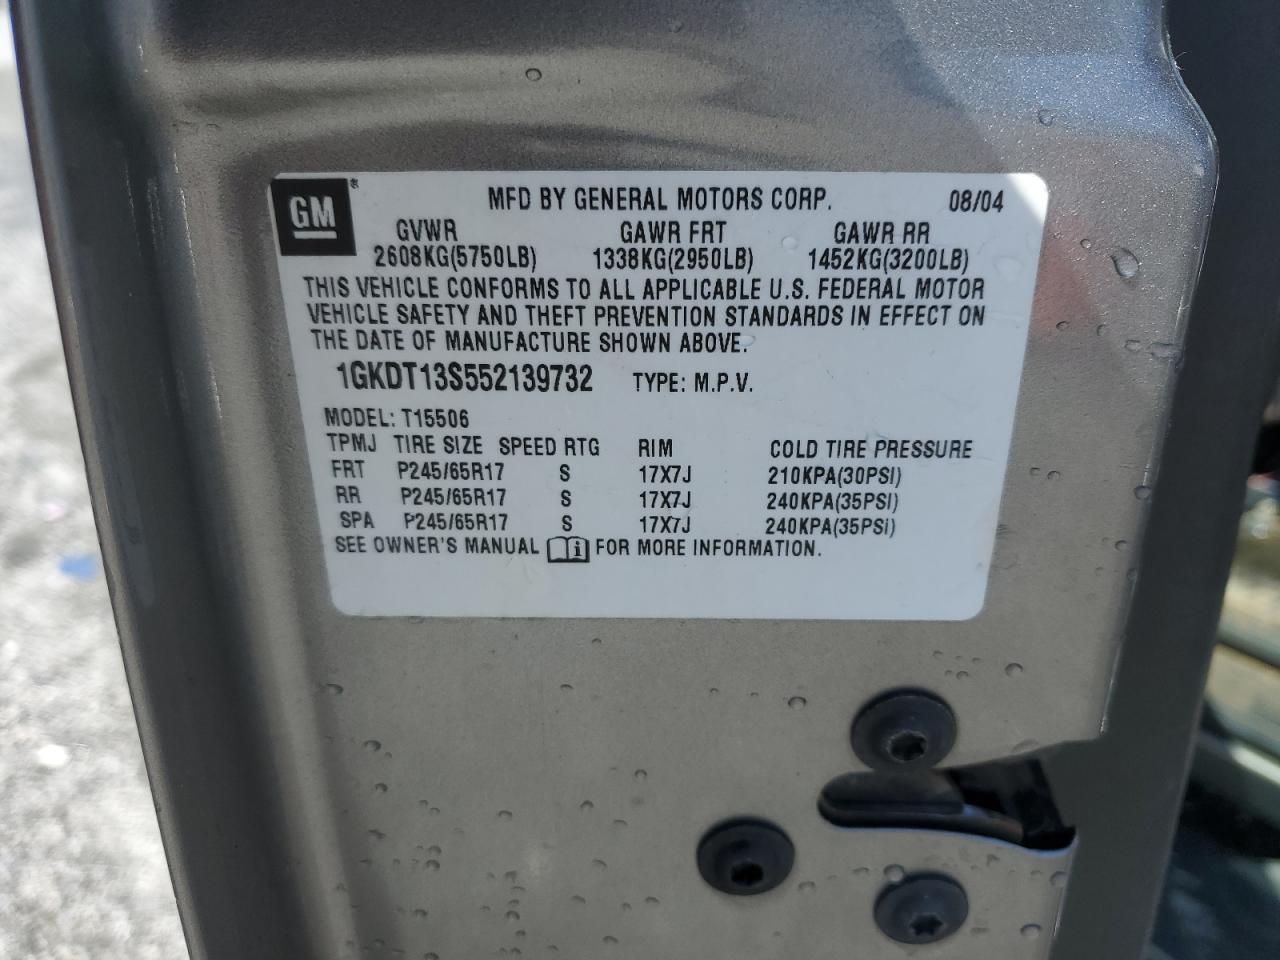 GM® MFD BY GENERAL MOTORS CORP. 08/04
GVWR GAWR FRT GAWR RR
2608KG(5750LB) 1338KG(2950LB) 1452KG(3200LB)
THIS VEHICLE CONFORMS TO ALL APPLICABLE U.S. FEDERAL MOTOR
VEHICLE SAFETY AND THEFT PREVENTION STANDARDS IN EFFECT ON
THE DATE OF MANUFACTURE SHOWN ABOVE.
1GKDT13S552139732 TYPE: M.P.V.
MODEL: T15506
TPMJ TIRE SIZE SPEED RTG RIM COLD TIRE PRESSURE
FRT P245/65R17 S 17X7J 210KPA(30PSI)
RR P245/65R17 S 17X7J 240KPA(35PSI)
SPA P245/65R17 S 17X7J 240KPA(35PSI)
SEE OWNER'S MANUAL i FOR MORE INFORMATION.